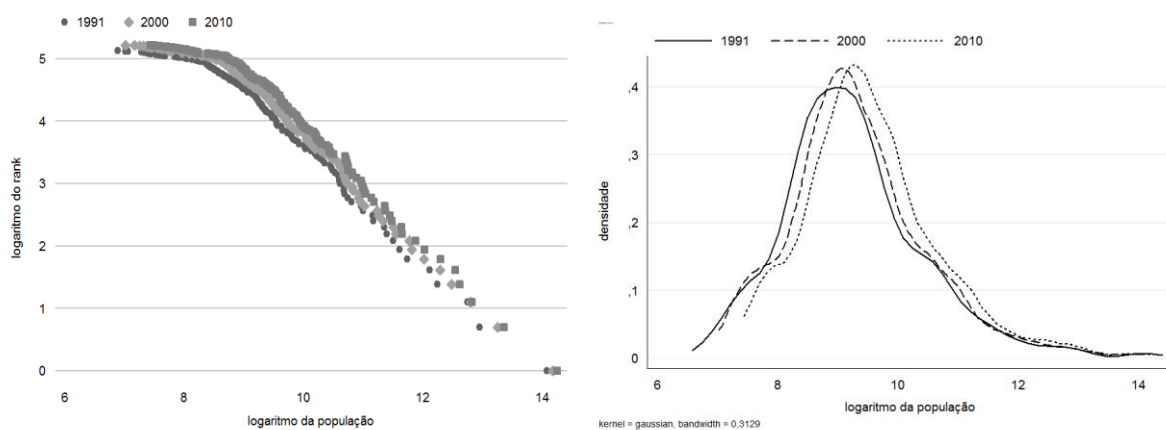 1991 2000 2010
logaritmo do rank
5
4
3
2
1
0
6 8 10 12 14
logaritmo da população
1991 2000 2010
densidade
,4
,3
,2
,1
0
6 8 10 12 14
logaritmo da população
kernel = gaussian, bandwidth = 0,3129